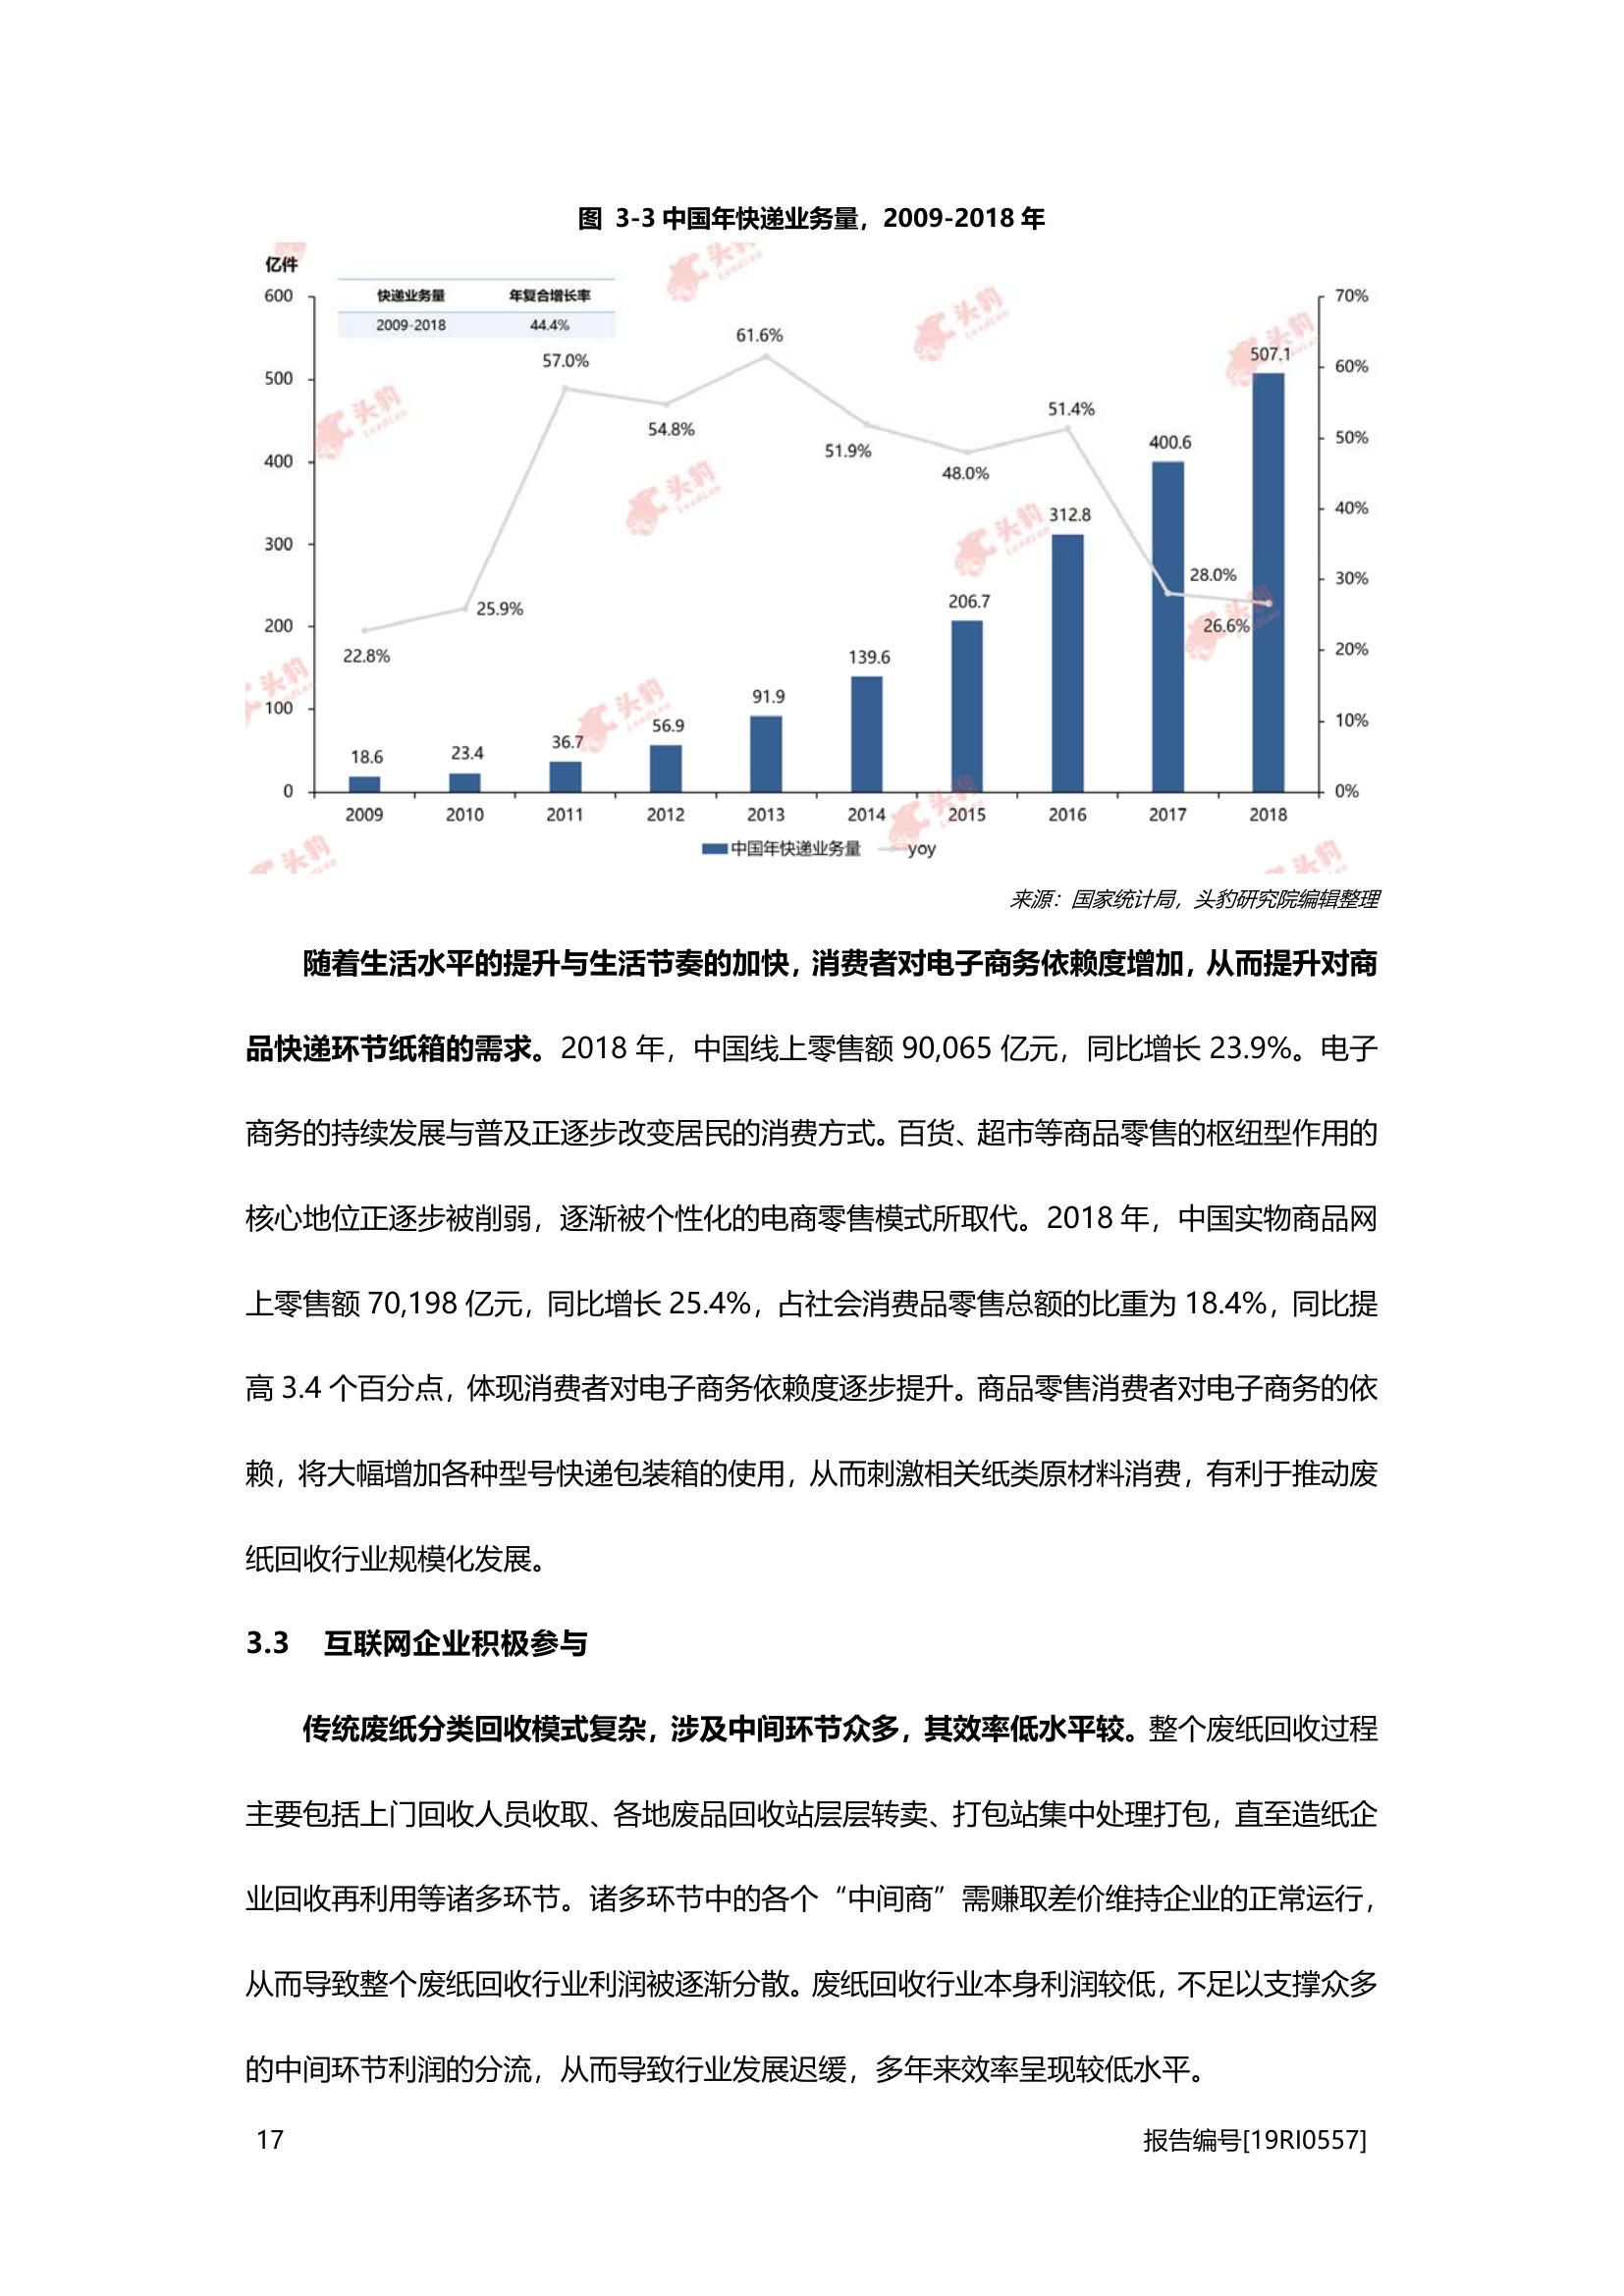 图 3-3 中国年快递业务量，2009-2018 年
亿件
快递业务量 年复合增长率
2009-2018 44.4%
600
500
400
300
200
100
0
70%
60%
50%
40%
30%
20%
10%
0%
22.8%
25.9%
57.0%
54.8%
61.6%
51.9%
48.0%
51.4%
28.0%
26.6%
18.6
23.4
36.7
56.9
91.9
139.6
206.7
312.8
400.6
507.1
2009 2010 2011 2012 2013 2014 2015 2016 2017 2018
中国年快递业务量 yoy
头豹
LeadLeo
来源：国家统计局，头豹研究院编辑整理
随着生活水平的提升与生活节奏的加快，消费者对电子商务依赖度增加，从而提升对商
品快递环节纸箱的需求。2018 年，中国线上零售额 90,065 亿元，同比增长 23.9%。电子
商务的持续发展与普及正逐步改变居民的消费方式。百货、超市等商品零售的枢纽型作用的
核心地位正逐步被削弱，逐渐被个性化的电商零售模式所取代。2018 年，中国实物商品网
上零售额 70,198 亿元，同比增长 25.4%，占社会消费品零售总额的比重为 18.4%，同比提
高 3.4 个百分点，体现消费者对电子商务依赖度逐步提升。商品零售消费者对电子商务的依
赖，将大幅增加各种型号快递包装箱的使用，从而刺激相关纸类原材料消费，有利于推动废
纸回收行业规模化发展。
3.3 互联网企业积极参与
传统废纸分类回收模式复杂，涉及中间环节众多，其效率低水平较。整个废纸回收过程
主要包括上门回收人员收取、各地废品回收站层层转卖、打包站集中处理打包，直至造纸企
业回收再利用等诸多环节。诸多环节中的各个“中间商”需赚取差价维持企业的正常运行，
从而导致整个废纸回收行业利润被逐渐分散。废纸回收行业本身利润较低，不足以支撑众多
的中间环节利润的分流，从而导致行业发展迟缓，多年来效率呈现较低水平。
17 报告编号[19RI0557]